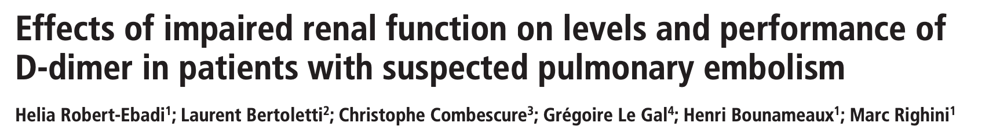 Effects of impaired renal function on levels and performance of
D-dimer in patients with suspected pulmonary embolism
Helia Robert-Ebadi¹; Laurent Bertoletti²; Christophe Combescure³; Grégoire Le Gal⁴; Henri Bounameaux¹; Marc Righini¹